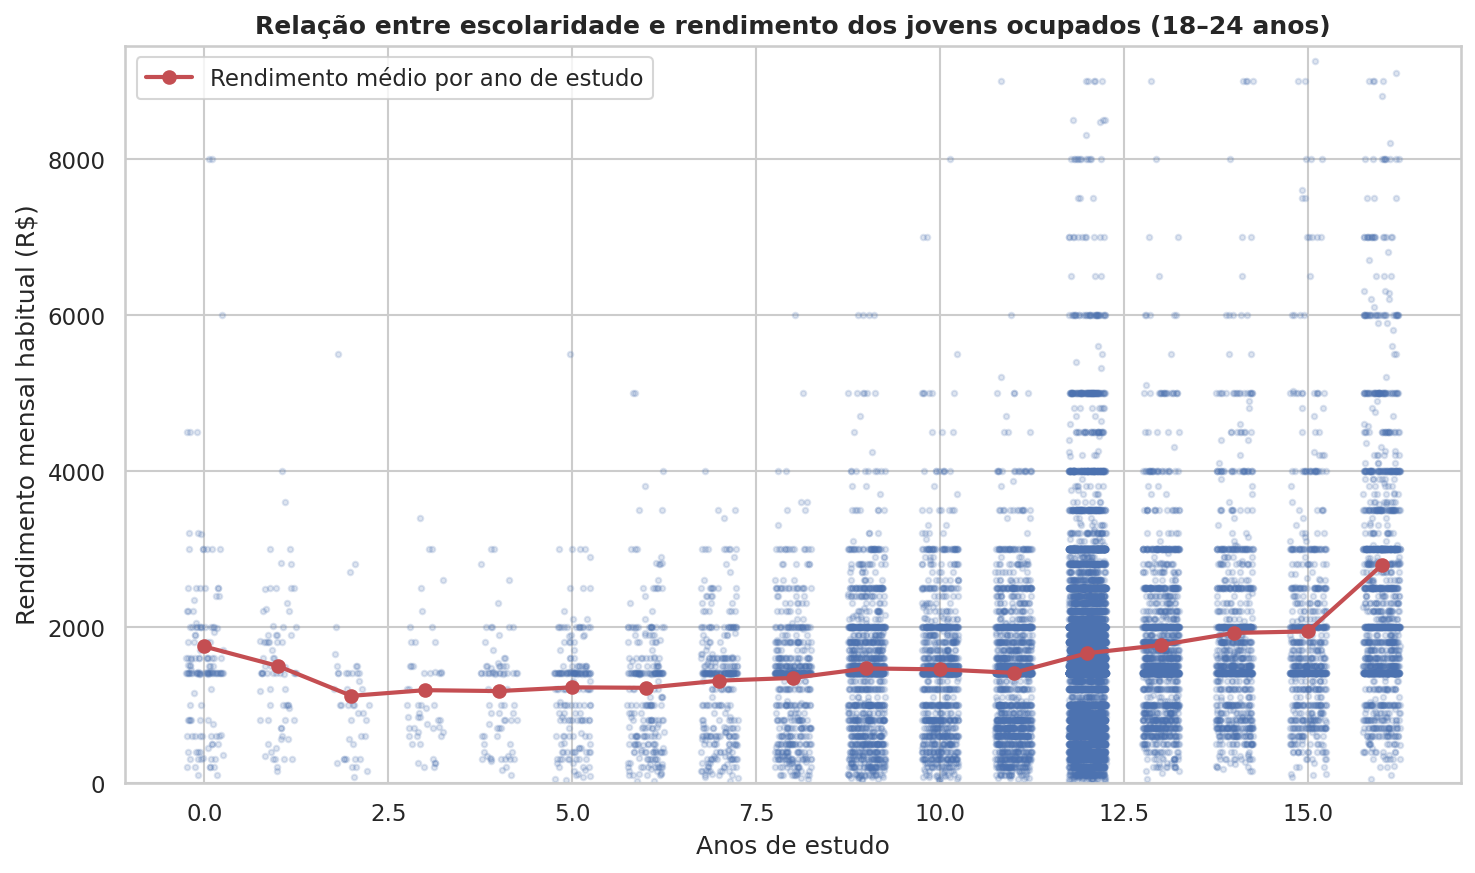 Relação entre escolaridade e rendimento dos jovens ocupados (18–24 anos)
Rendimento médio por ano de estudo
Rendimento mensal habitual (R$)
8000
6000
4000
2000
0
0.0 2.5 5.0 7.5 10.0 12.5 15.0
Anos de estudo